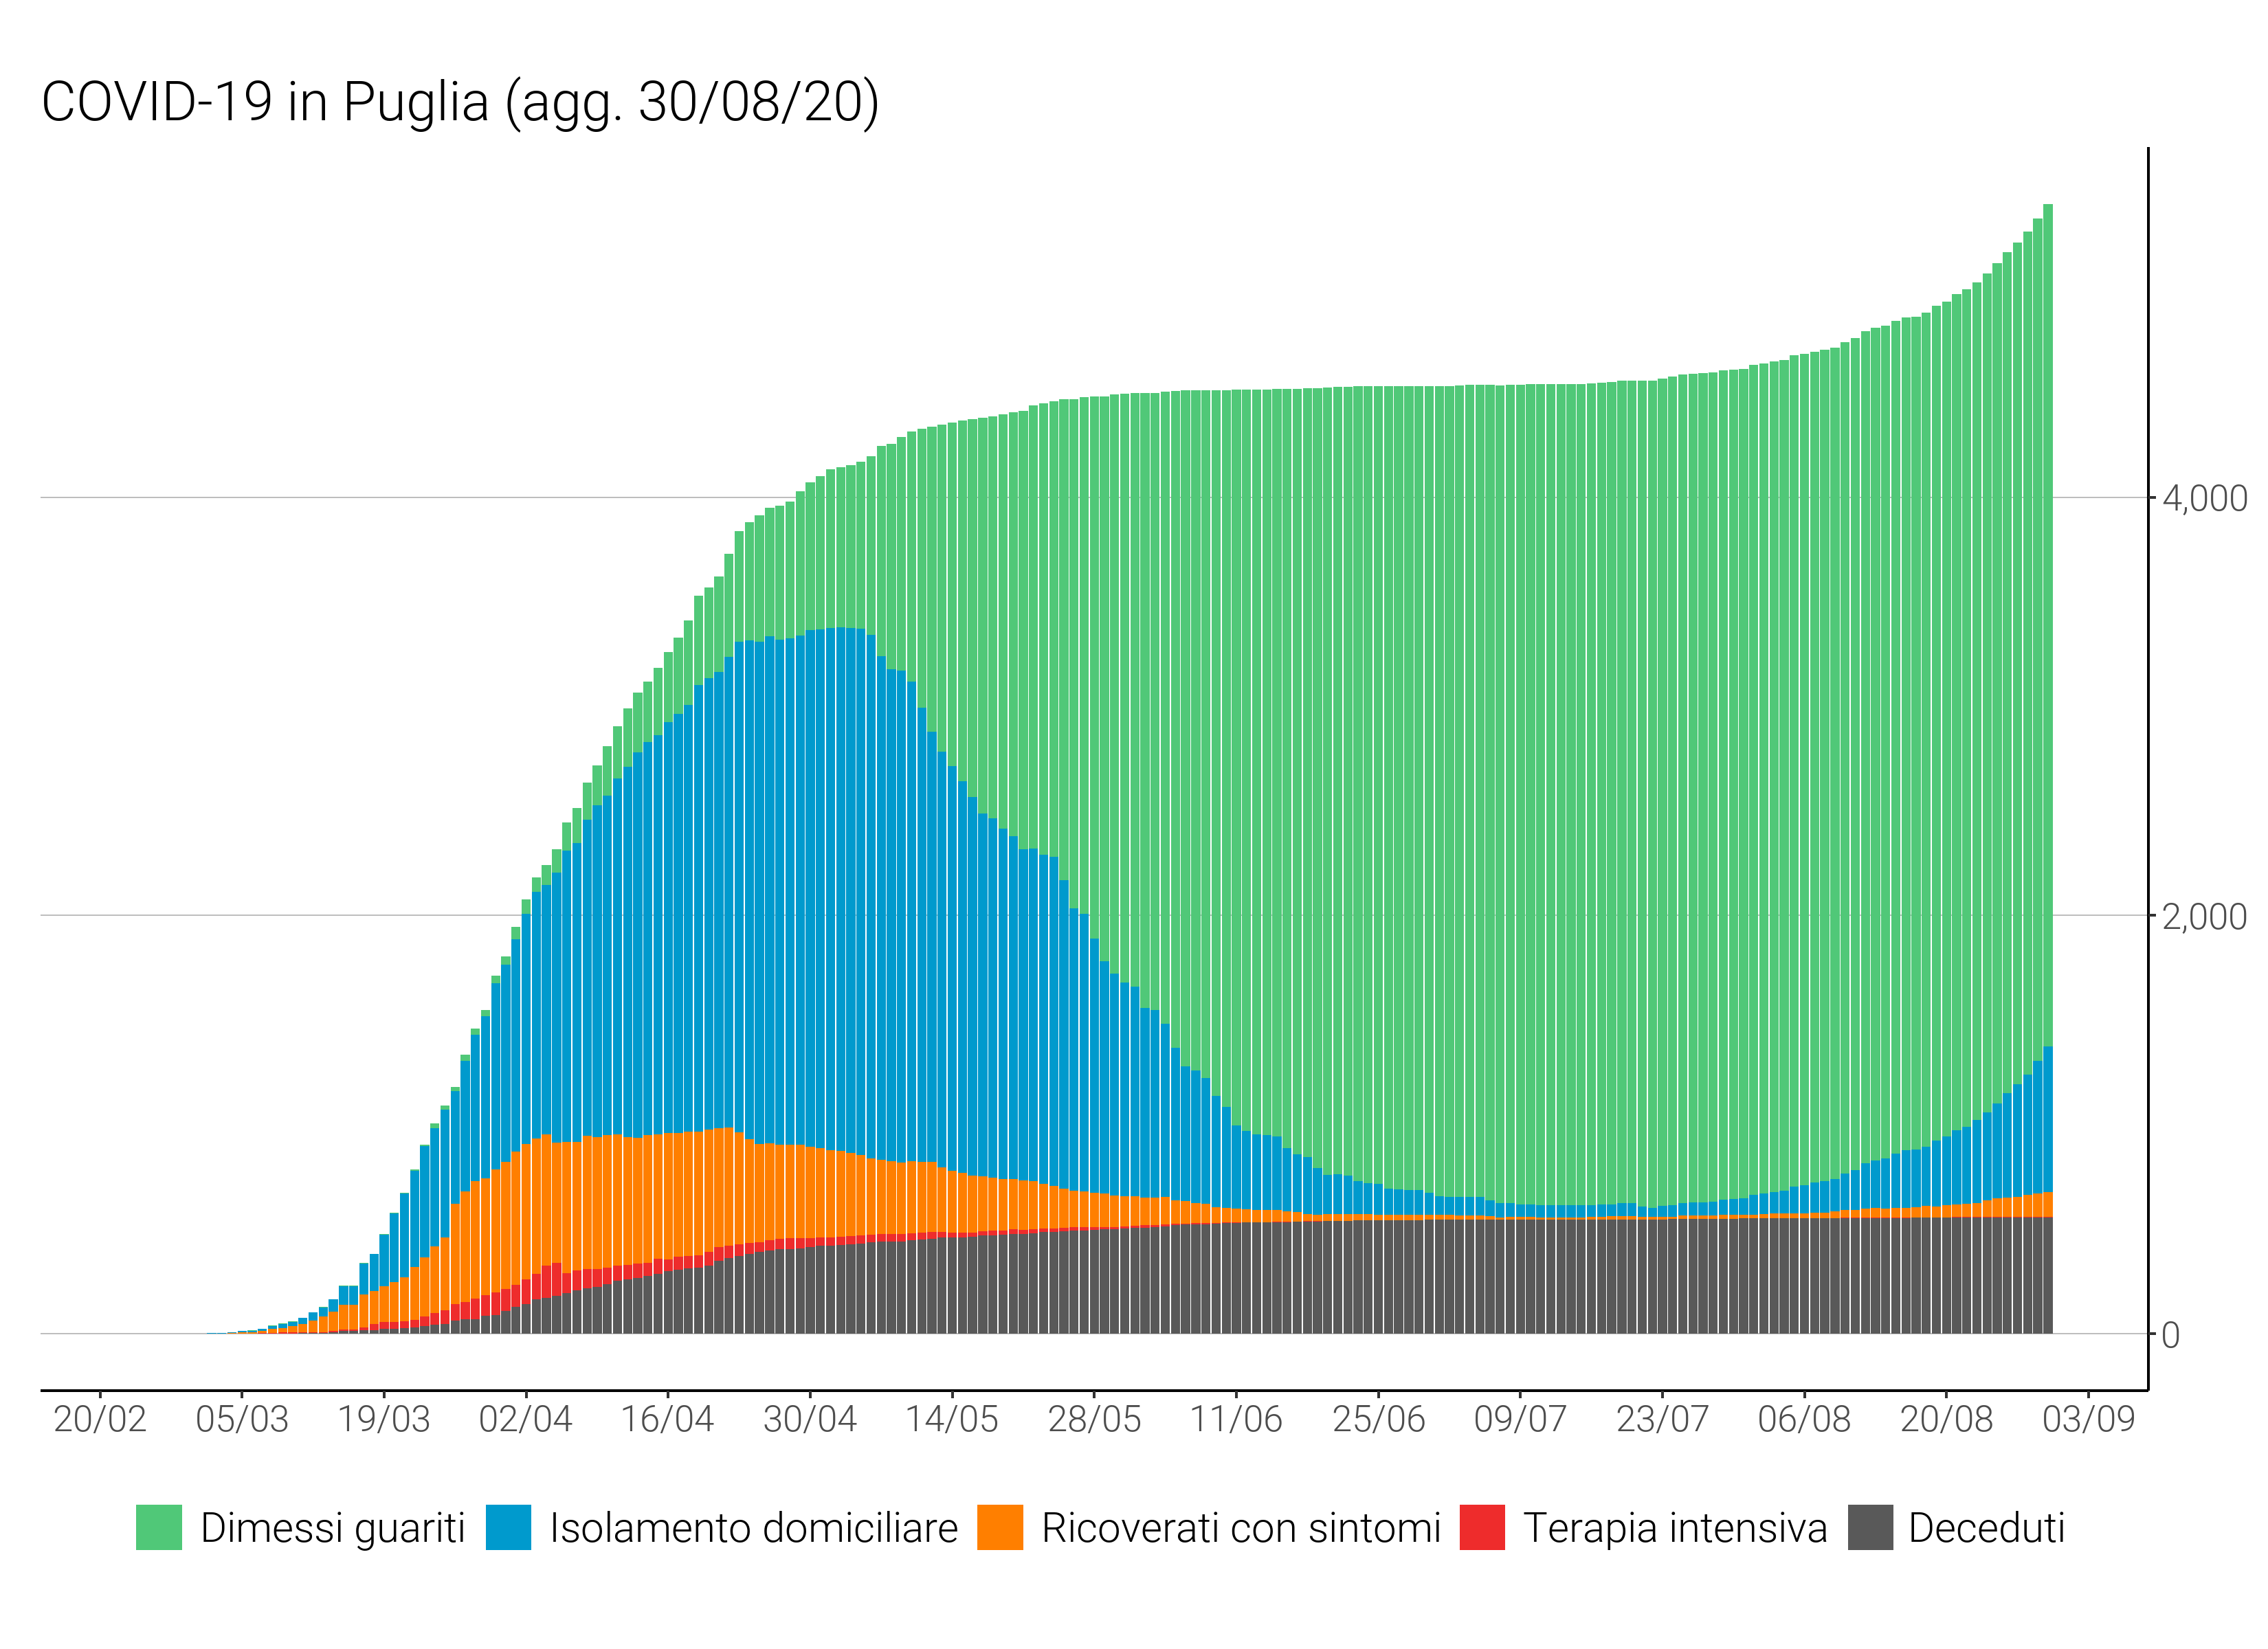 COVID-19 in Puglia (agg. 30/08/20)
4,000
2,000
0
20/02 05/03 19/03 02/04 16/04 30/04 14/05 28/05 11/06 25/06 09/07 23/07 06/08 20/08 03/09
Dimessi guariti Isolamento domiciliare Ricoverati con sintomi Terapia intensiva Deceduti